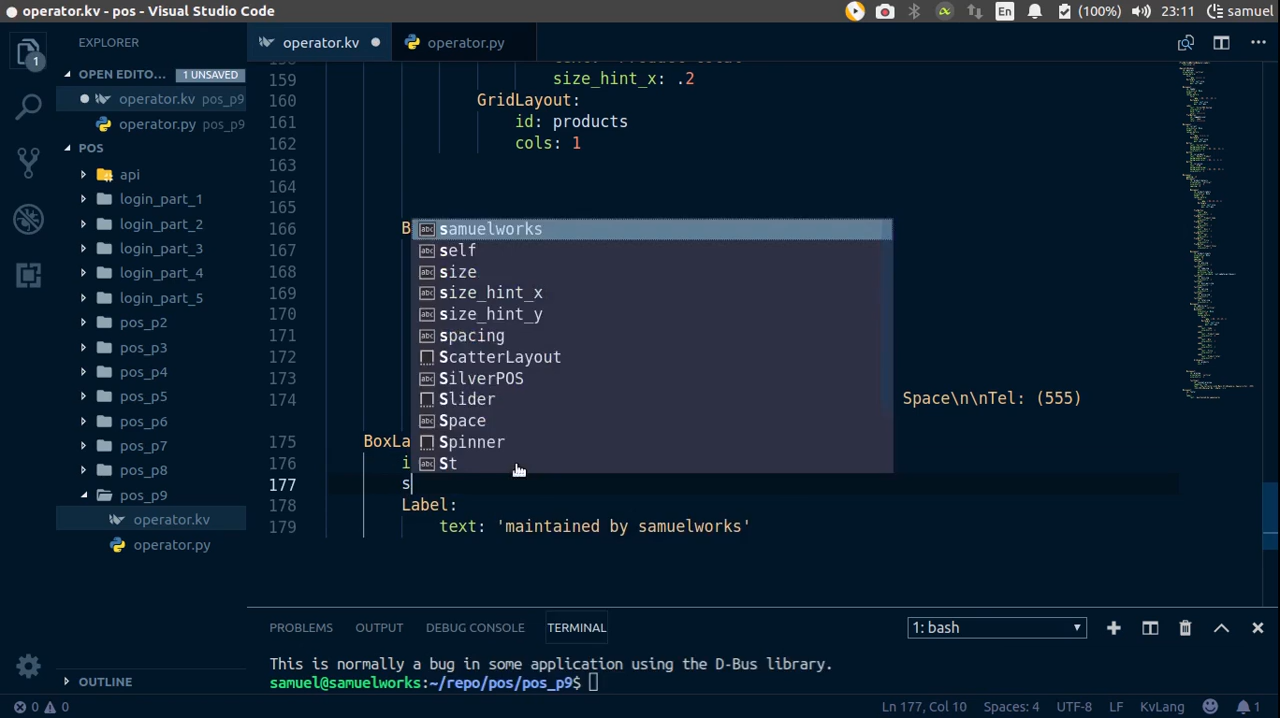 operator.kv - pos - Visual Studio Code
En
(100%)
23:11
samuel
EXPLORER
operator.kv
operator.py
OPEN EDITO...
1 UNSAVED
operator.kv pos_p9
operator.py pos_p9
POS
api
login_part_1
login_part_2
login_part_3
login_part_4
login_part_5
pos_p2
pos_p3
pos_p4
pos_p5
pos_p6
pos_p7
pos_p8
pos_p9
operator.kv
operator.py
OUTLINE
1
159 size_hint_x: .2
160 GridLayout:
161 id: products
162 cols: 1
163
164
165
166 B
167
168
169
170
171
172
173
174 Space\n\nTel: (555)
175 BoxLa
176 i
177 s
178 Label:
179 text: 'maintained by samuelworks'
samuelworks
self
size
size_hint_x
size_hint_y
spacing
ScatterLayout
SilverPOS
Slider
Space
Spinner
St
PROBLEMS
OUTPUT
DEBUG CONSOLE
TERMINAL
1: bash
This is normally a bug in some application using the D-Bus library.
samuel@samuelworks:~/repo/pos/pos_p9$
0 0
Ln 177, Col 10
Spaces: 4
UTF-8
LF
KvLang
1